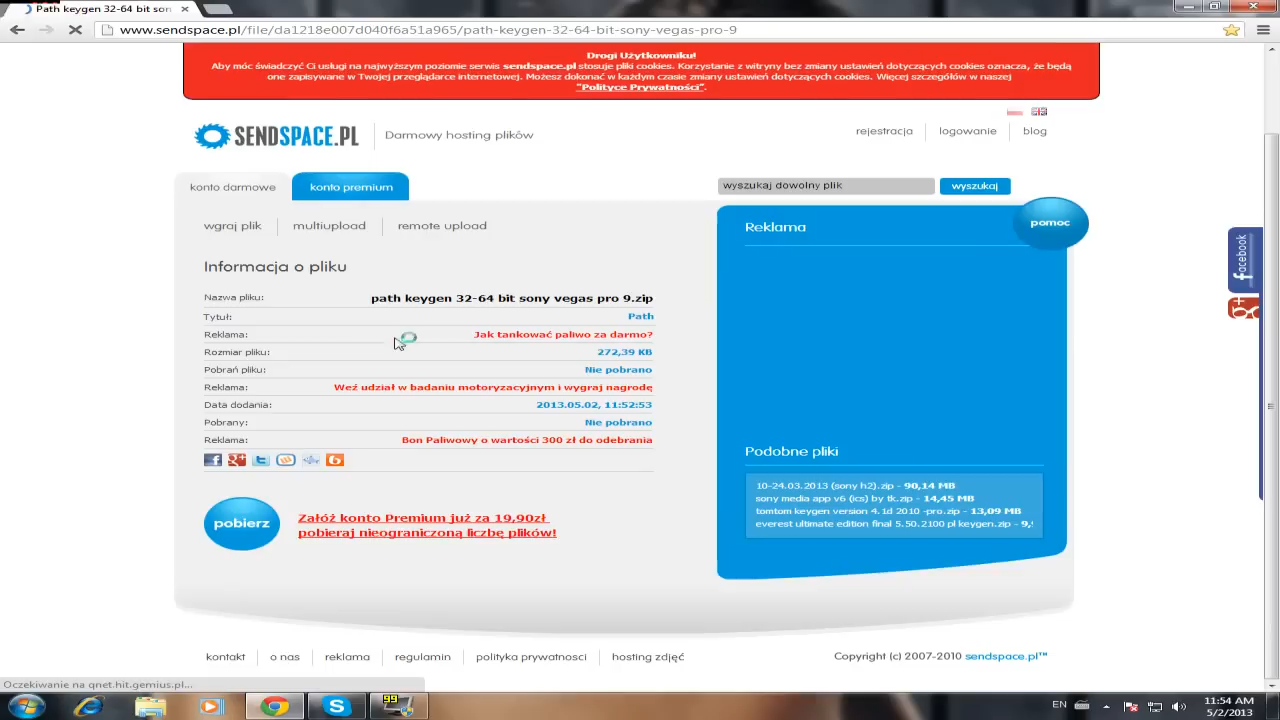 Path keygen 32-64 bit son
www.sendspace.pl/file/da1218e007d040f6a51a965/path-keygen-32-64-bit-sony-vegas-pro-9
Drogi Użytkowniku!
Aby móc świadczyć Ci usługi na najwyższym poziomie serwis sendspace.pl stosuje pliki cookies. Korzystanie z witryny bez zmiany ustawień dotyczących cookies oznacza, że będą
one zapisywane w Twojej przeglądarce internetowej. Możesz dokonać w każdym czasie zmiany ustawień dotyczących cookies. Więcej szczegółów w naszej
"Polityce Prywatności".
SENDSPACE.PL
Darmowy hosting plików
rejestracja
logowanie
blog
konto darmowe
konto premium
wyszukaj dowolny plik
wyszukaj
wgraj plik
multiupload
remote upload
Reklama
pomoc
facebook
Informacja o pliku
Nazwa pliku: path keygen 32-64 bit sony vegas pro 9.zip
Tytuł: Path
Reklama: Jak tankować paliwo za darmo?
Rozmiar pliku: 272,39 KB
Pobrań pliku: Nie pobrano
Reklama: Weź udział w badaniu motoryzacyjnym i wygraj nagrodę
Data dodania: 2013.05.02, 11:52:53
Pobrany: Nie pobrano
Reklama: Bon Paliwowy o wartości 300 zł do odebrania
Podobne pliki
10-24.03.2013 (sony h2).zip - 90,14 MB
sony media app v6 (ics) by tk.zip - 14,45 MB
tomtom keygen version 4.1d 2010 -pro.zip - 13,09 MB
everest ultimate edition final 5.50.2100 pl keygen.zip - 9,
pobierz
Załóż konto Premium już za 19,90zł
pobieraj nieograniczoną liczbę plików!
kontakt
o nas
reklama
regulamin
polityka prywatnosci
hosting zdjęć
Copyright (c) 2007-2010 sendspace.pl™
Oczekiwanie na qnet.hit.gemius.pl...
EN
11:54 AM
5/2/2013